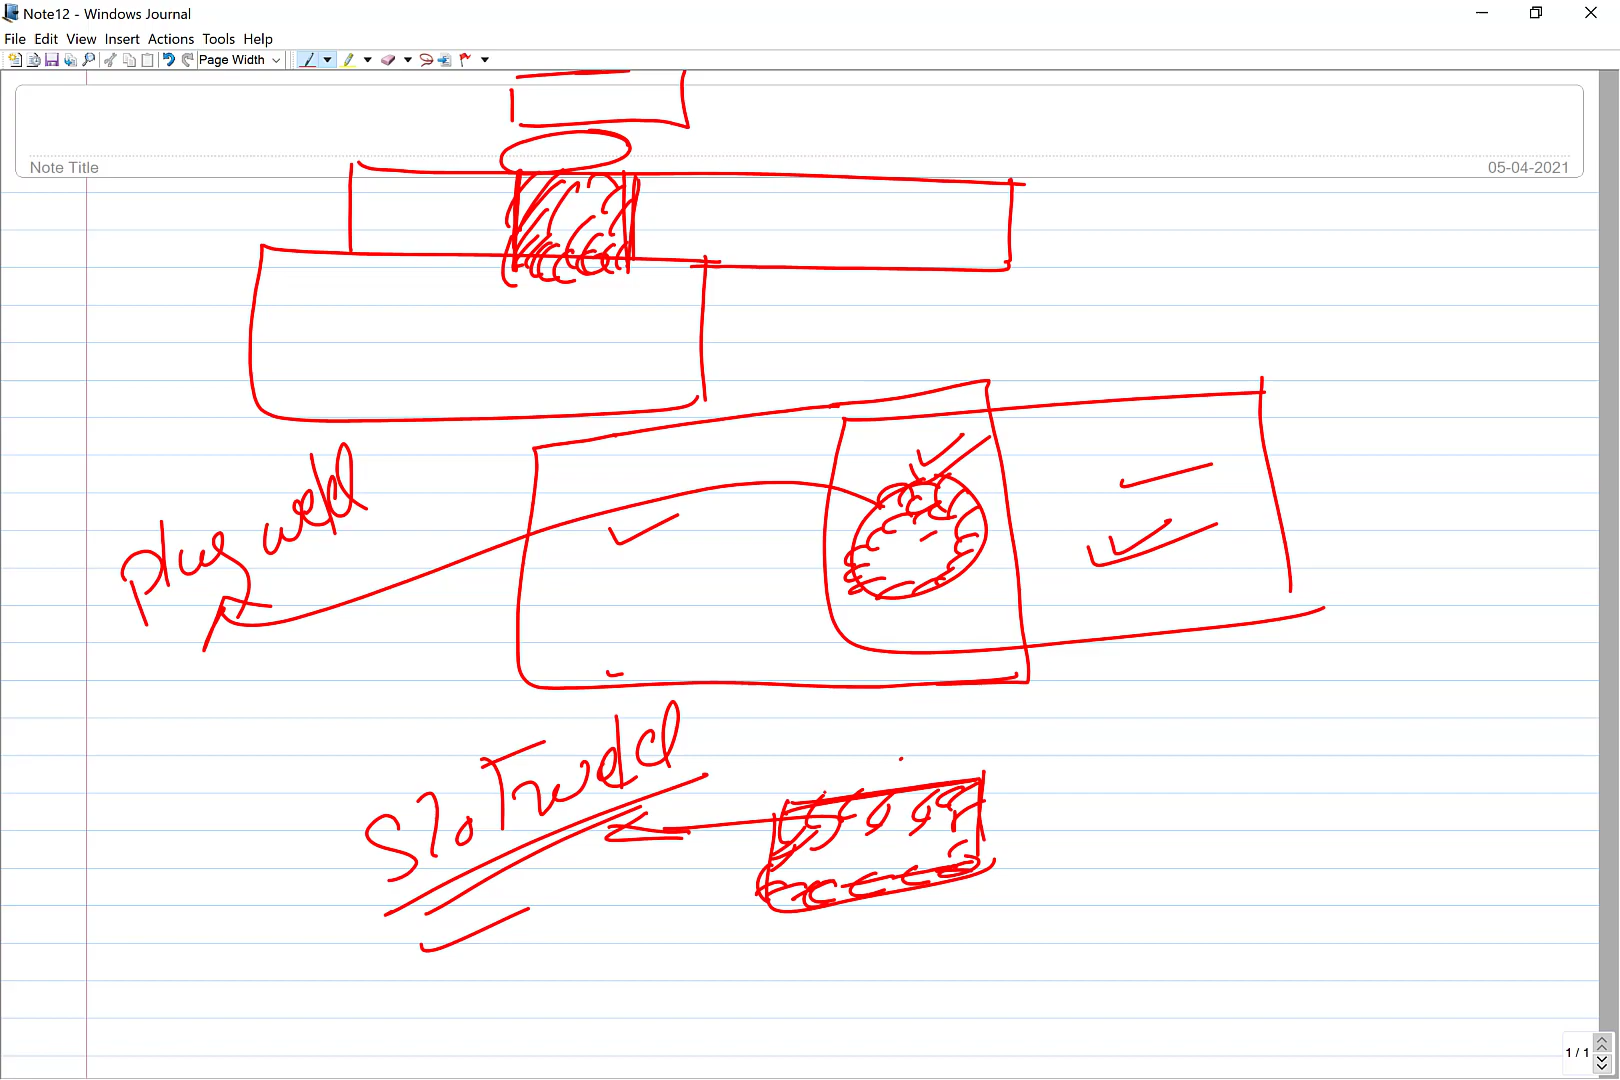 Note12 - Windows Journal
File Edit View Insert Actions Tools Help
Page Width
Note Title
05-04-2021
plug weld
SloT weld
1 / 1